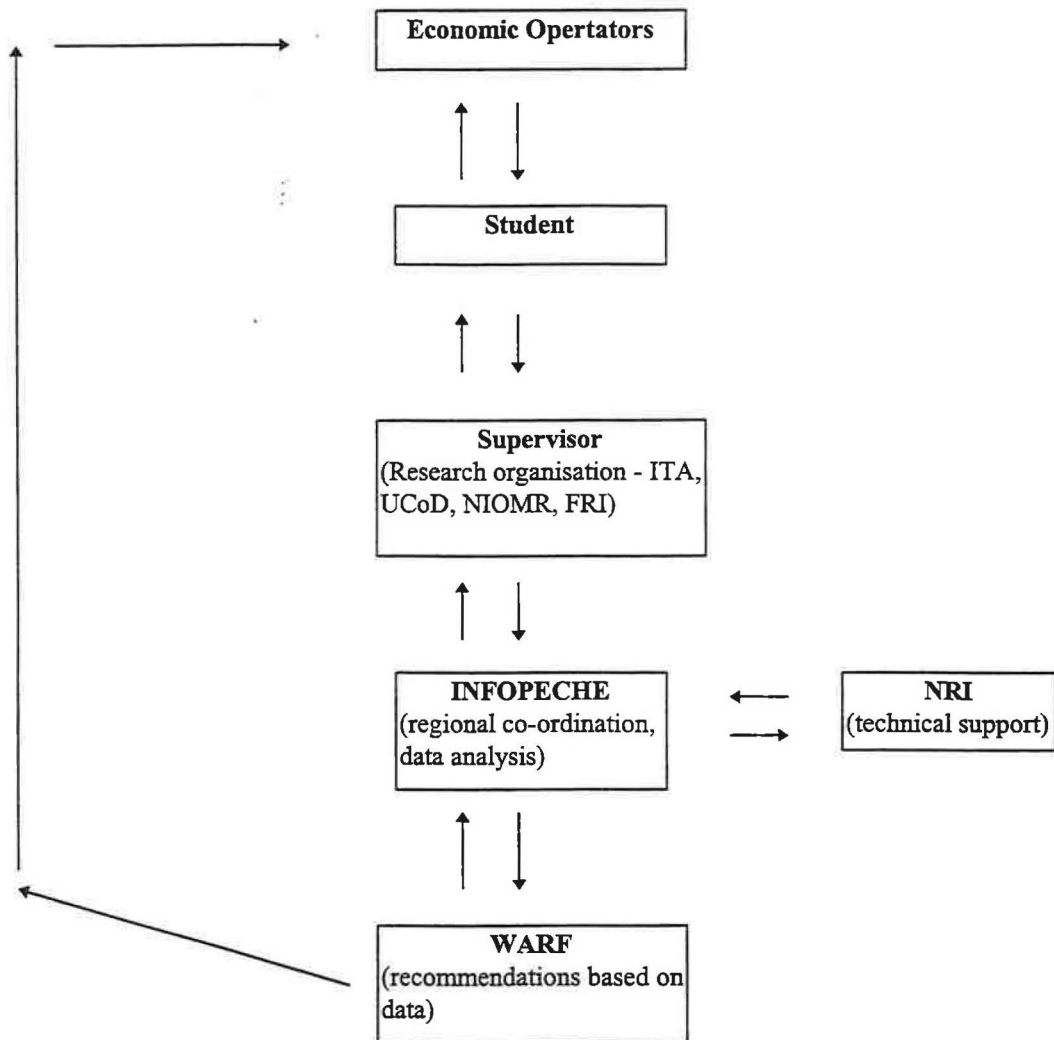 Economic Opertators
Student
Supervisor
(Research organisation - ITA,
UCoD, NIOMR, FRI)
INFOPECHE
(regional co-ordination,
data analysis)
NRI
(technical support)
WARF
(recommendations based on
data)